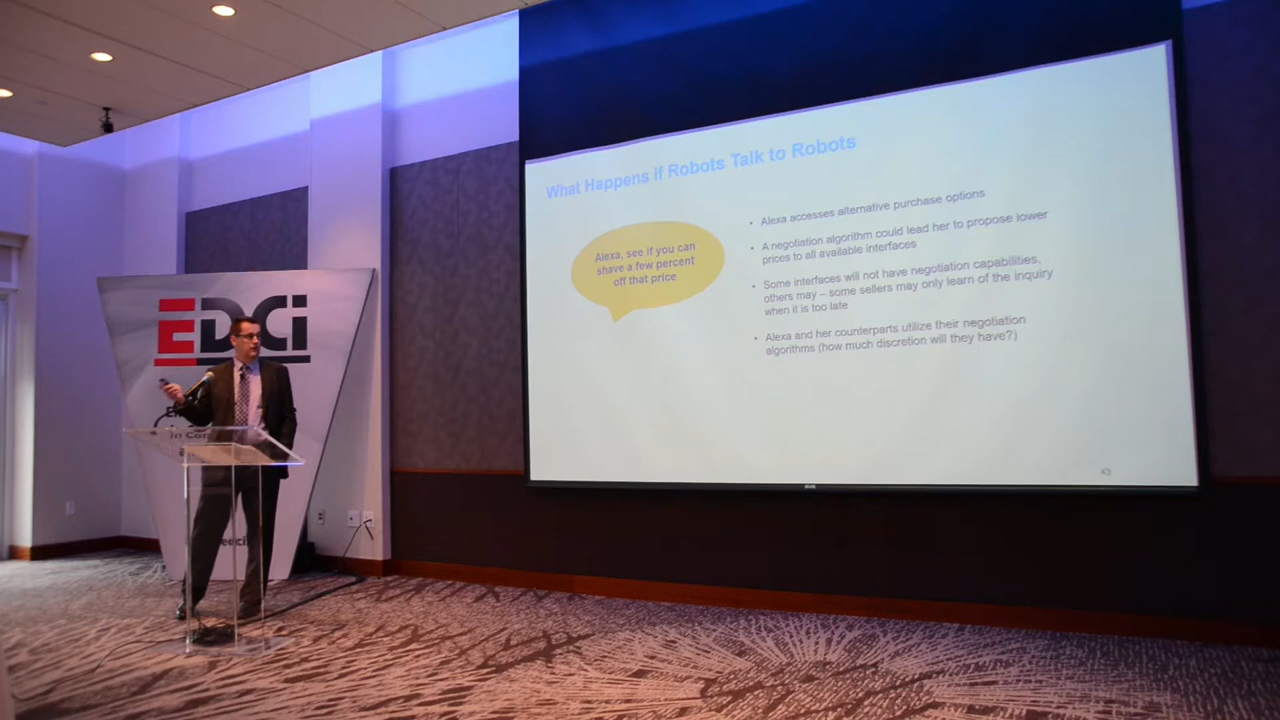 What Happens if Robots Talk to Robots
Alexa, see if you can
shave a few percent
off that price
• Alexa accesses alternative purchase options
• A negotiation algorithm could lead her to propose lower
prices to all available interfaces
• Some interfaces will not have negotiation capabilities,
others may – some sellers may only learn of the inquiry
when it is too late
• Alexa and her counterparts utilize their negotiation
algorithms (how much discretion will they have?)
EDCi
in